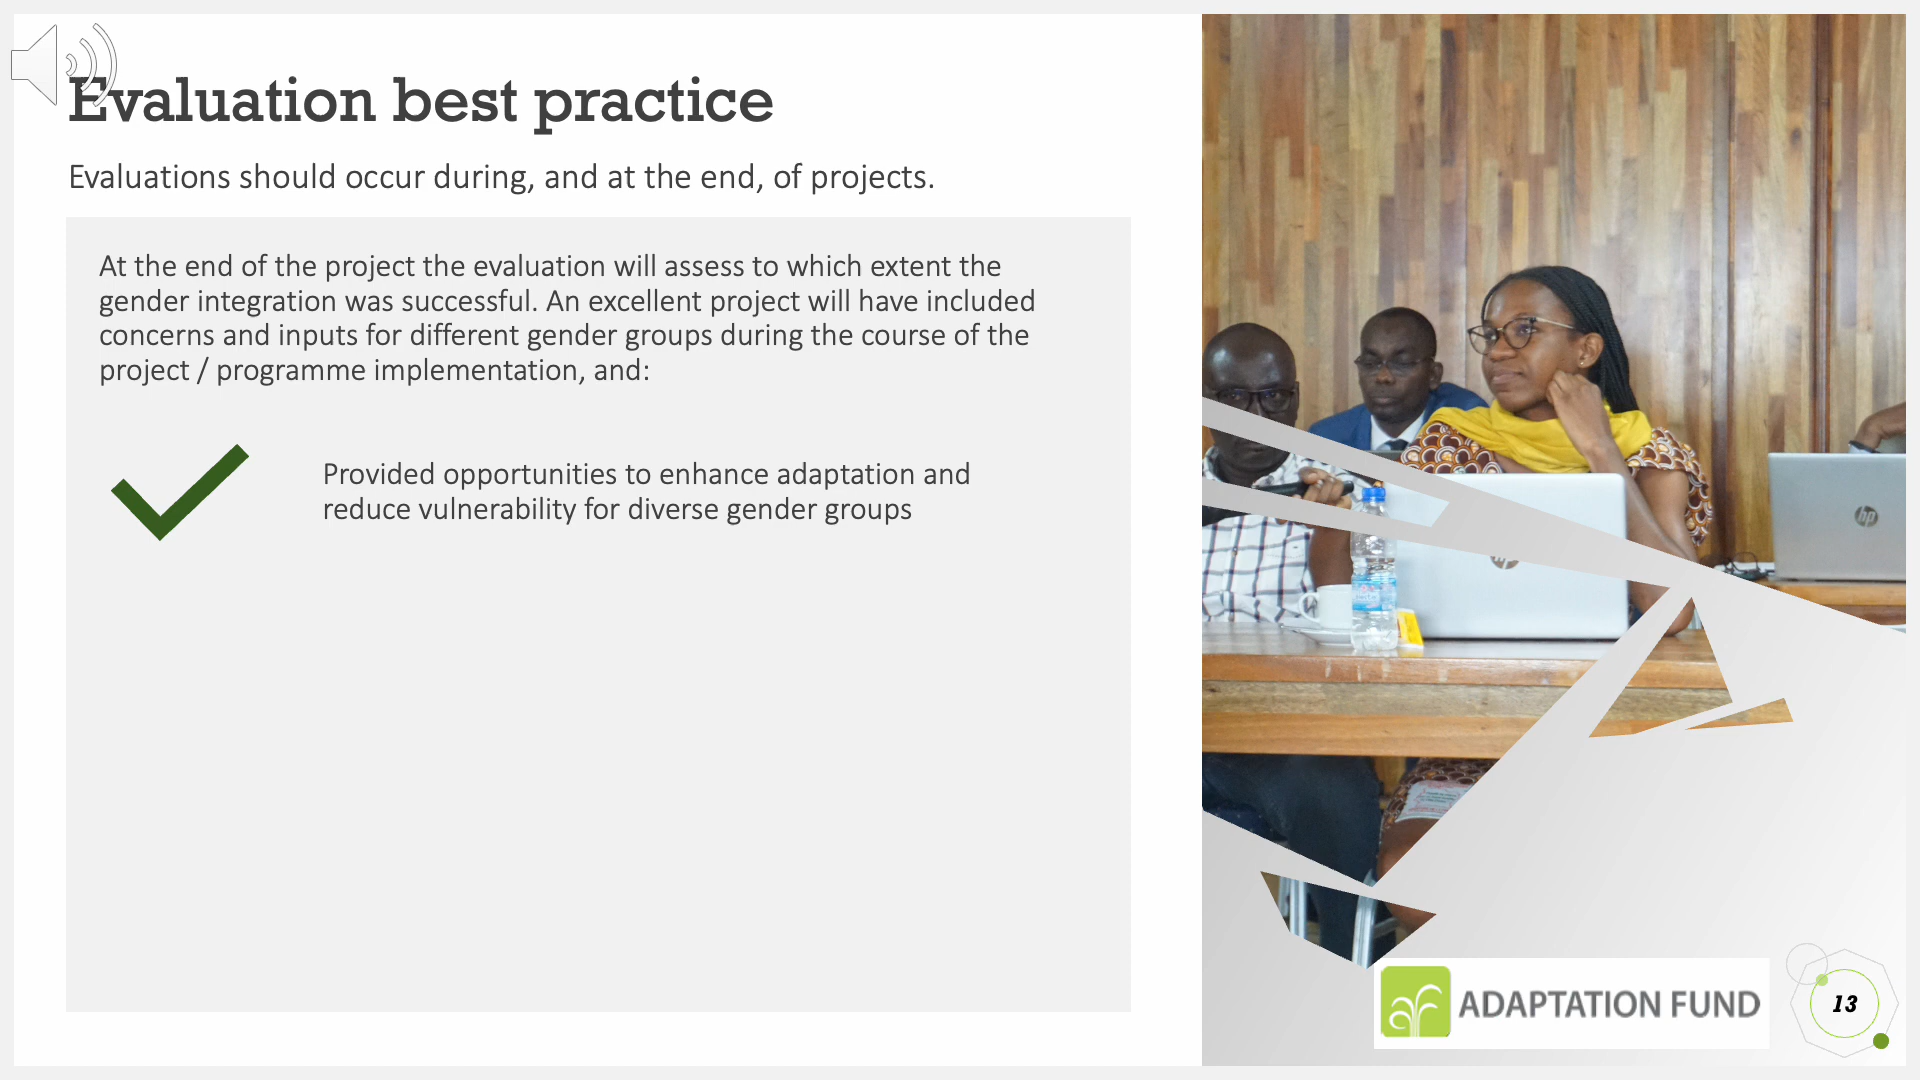 Evaluation best practice
Evaluations should occur during, and at the end, of projects.
At the end of the project the evaluation will assess to which extent the
gender integration was successful. An excellent project will have included
concerns and inputs for different gender groups during the course of the
project / programme implementation, and:
Provided opportunities to enhance adaptation and
reduce vulnerability for diverse gender groups
hp
hp
ADAPTATION FUND
13